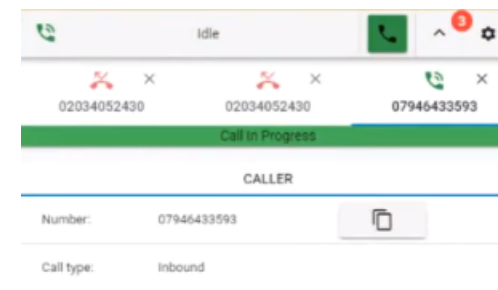 Idle
3
02034052430 02034052430 07946433593
Call In Progress
CALLER
Number: 07946433593
Call type: Inbound